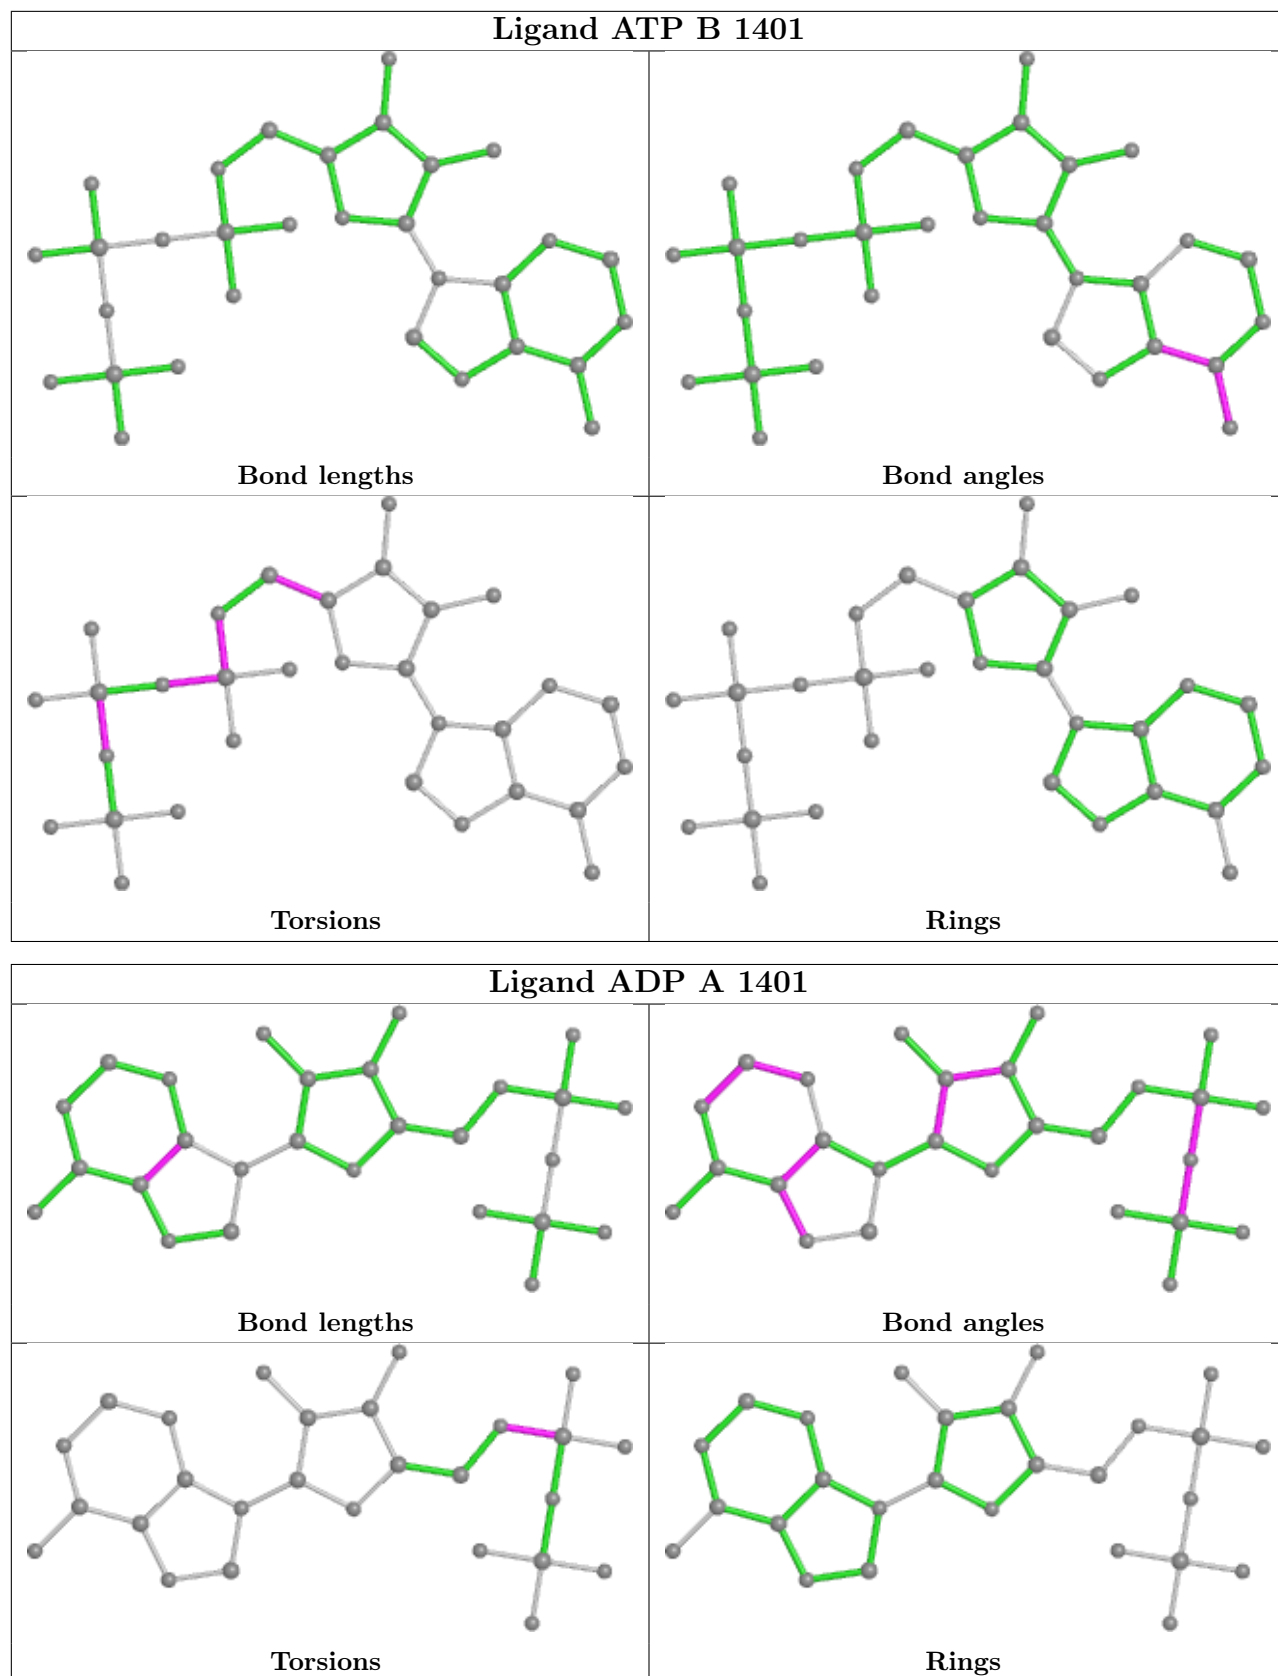 Ligand ATP B 1401
Bond lengths
Bond angles
Torsions
Rings
Ligand ADP A 1401
Bond lengths
Bond angles
Torsions
Rings